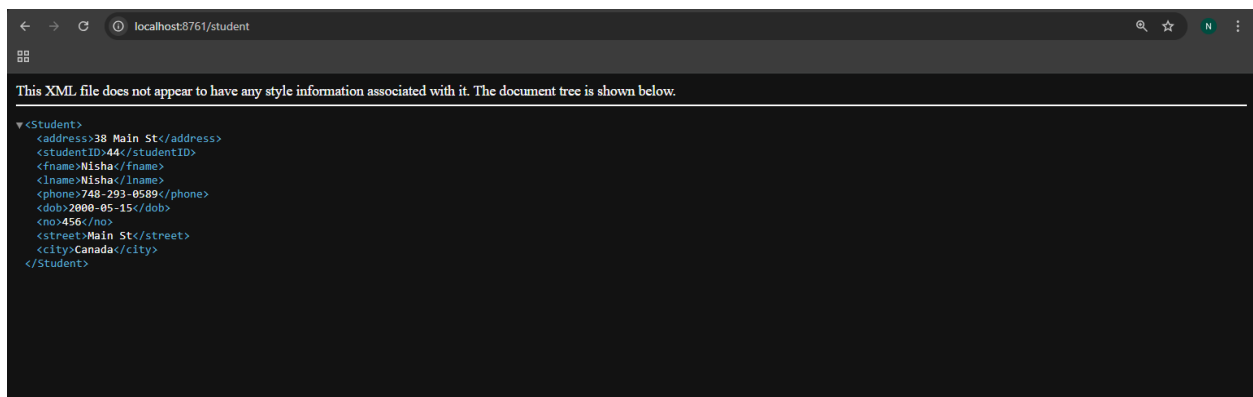 localhost:8761/student
N
This XML file does not appear to have any style information associated with it. The document tree is shown below.
▼<Student>
<address>38 Main St</address>
<studentID>44</studentID>
<fname>Nisha</fname>
<lname>Nisha</lname>
<phone>748-293-0589</phone>
<dob>2000-05-15</dob>
<no>456</no>
<street>Main St</street>
<city>Canada</city>
</Student>